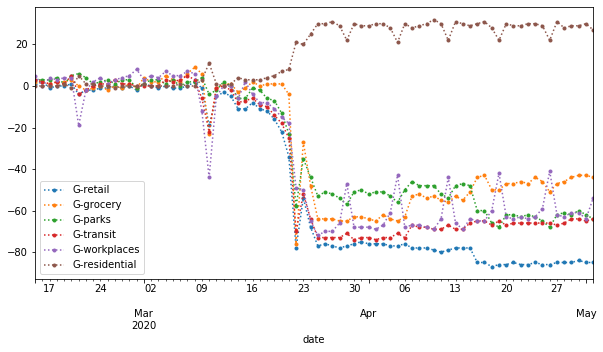 20
0
−20
−40
−60
−80
G-retail
G-grocery
G-parks
G-transit
G-workplaces
G-residential
17 24 02 09 16 23 30 06 13 20 27
Mar Apr May
2020
date